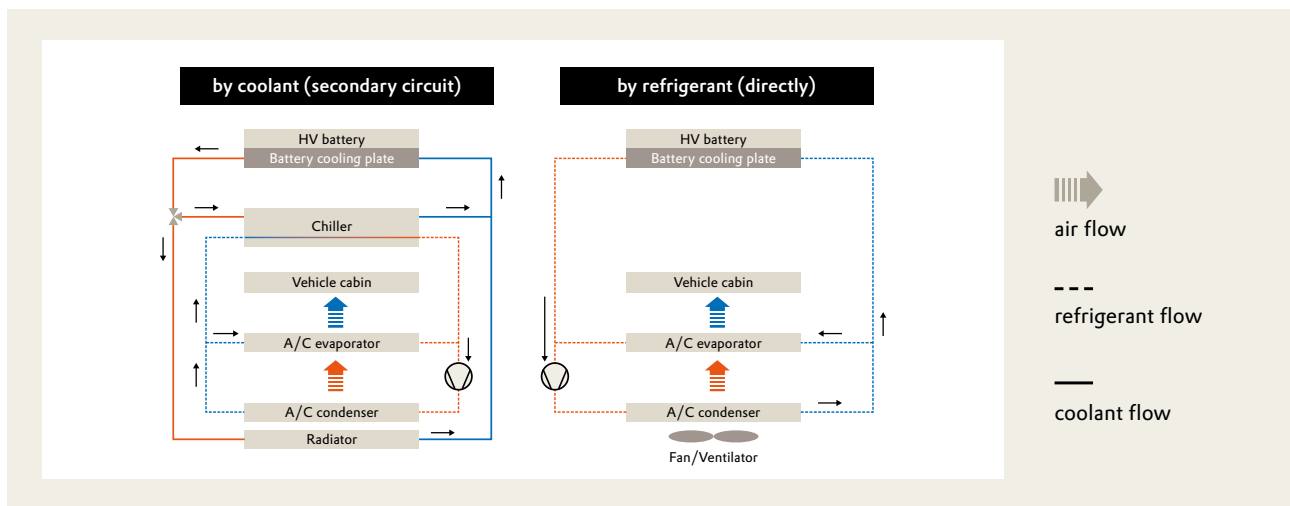 by coolant (secondary circuit)
HV battery
Battery cooling plate
Chiller
Vehicle cabin
A/C evaporator
A/C condenser
Radiator
by refrigerant (directly)
HV battery
Battery cooling plate
Vehicle cabin
A/C evaporator
A/C condenser
Fan/Ventilator
air flow
refrigerant flow
coolant flow